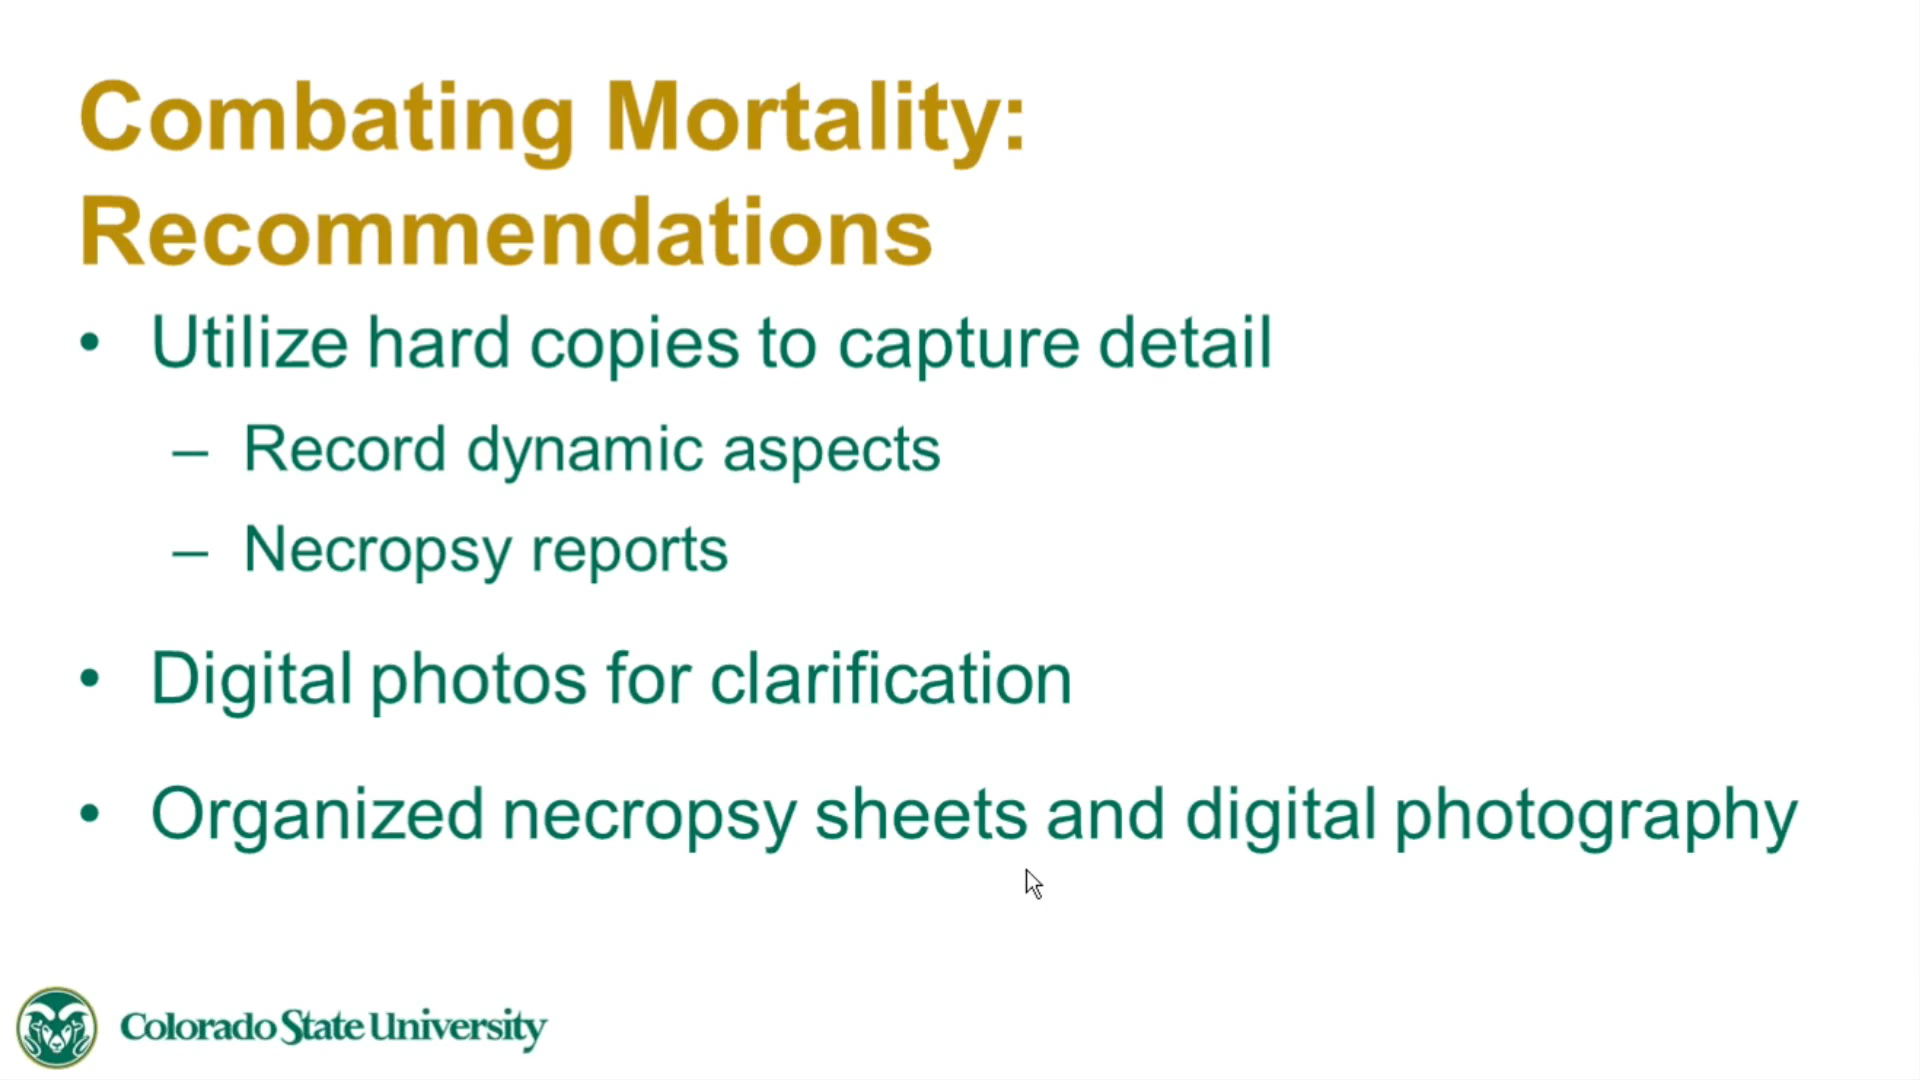 Combating Mortality:
Recommendations
• Utilize hard copies to capture detail
– Record dynamic aspects
– Necropsy reports
• Digital photos for clarification
• Organized necropsy sheets and digital photography
Colorado State University